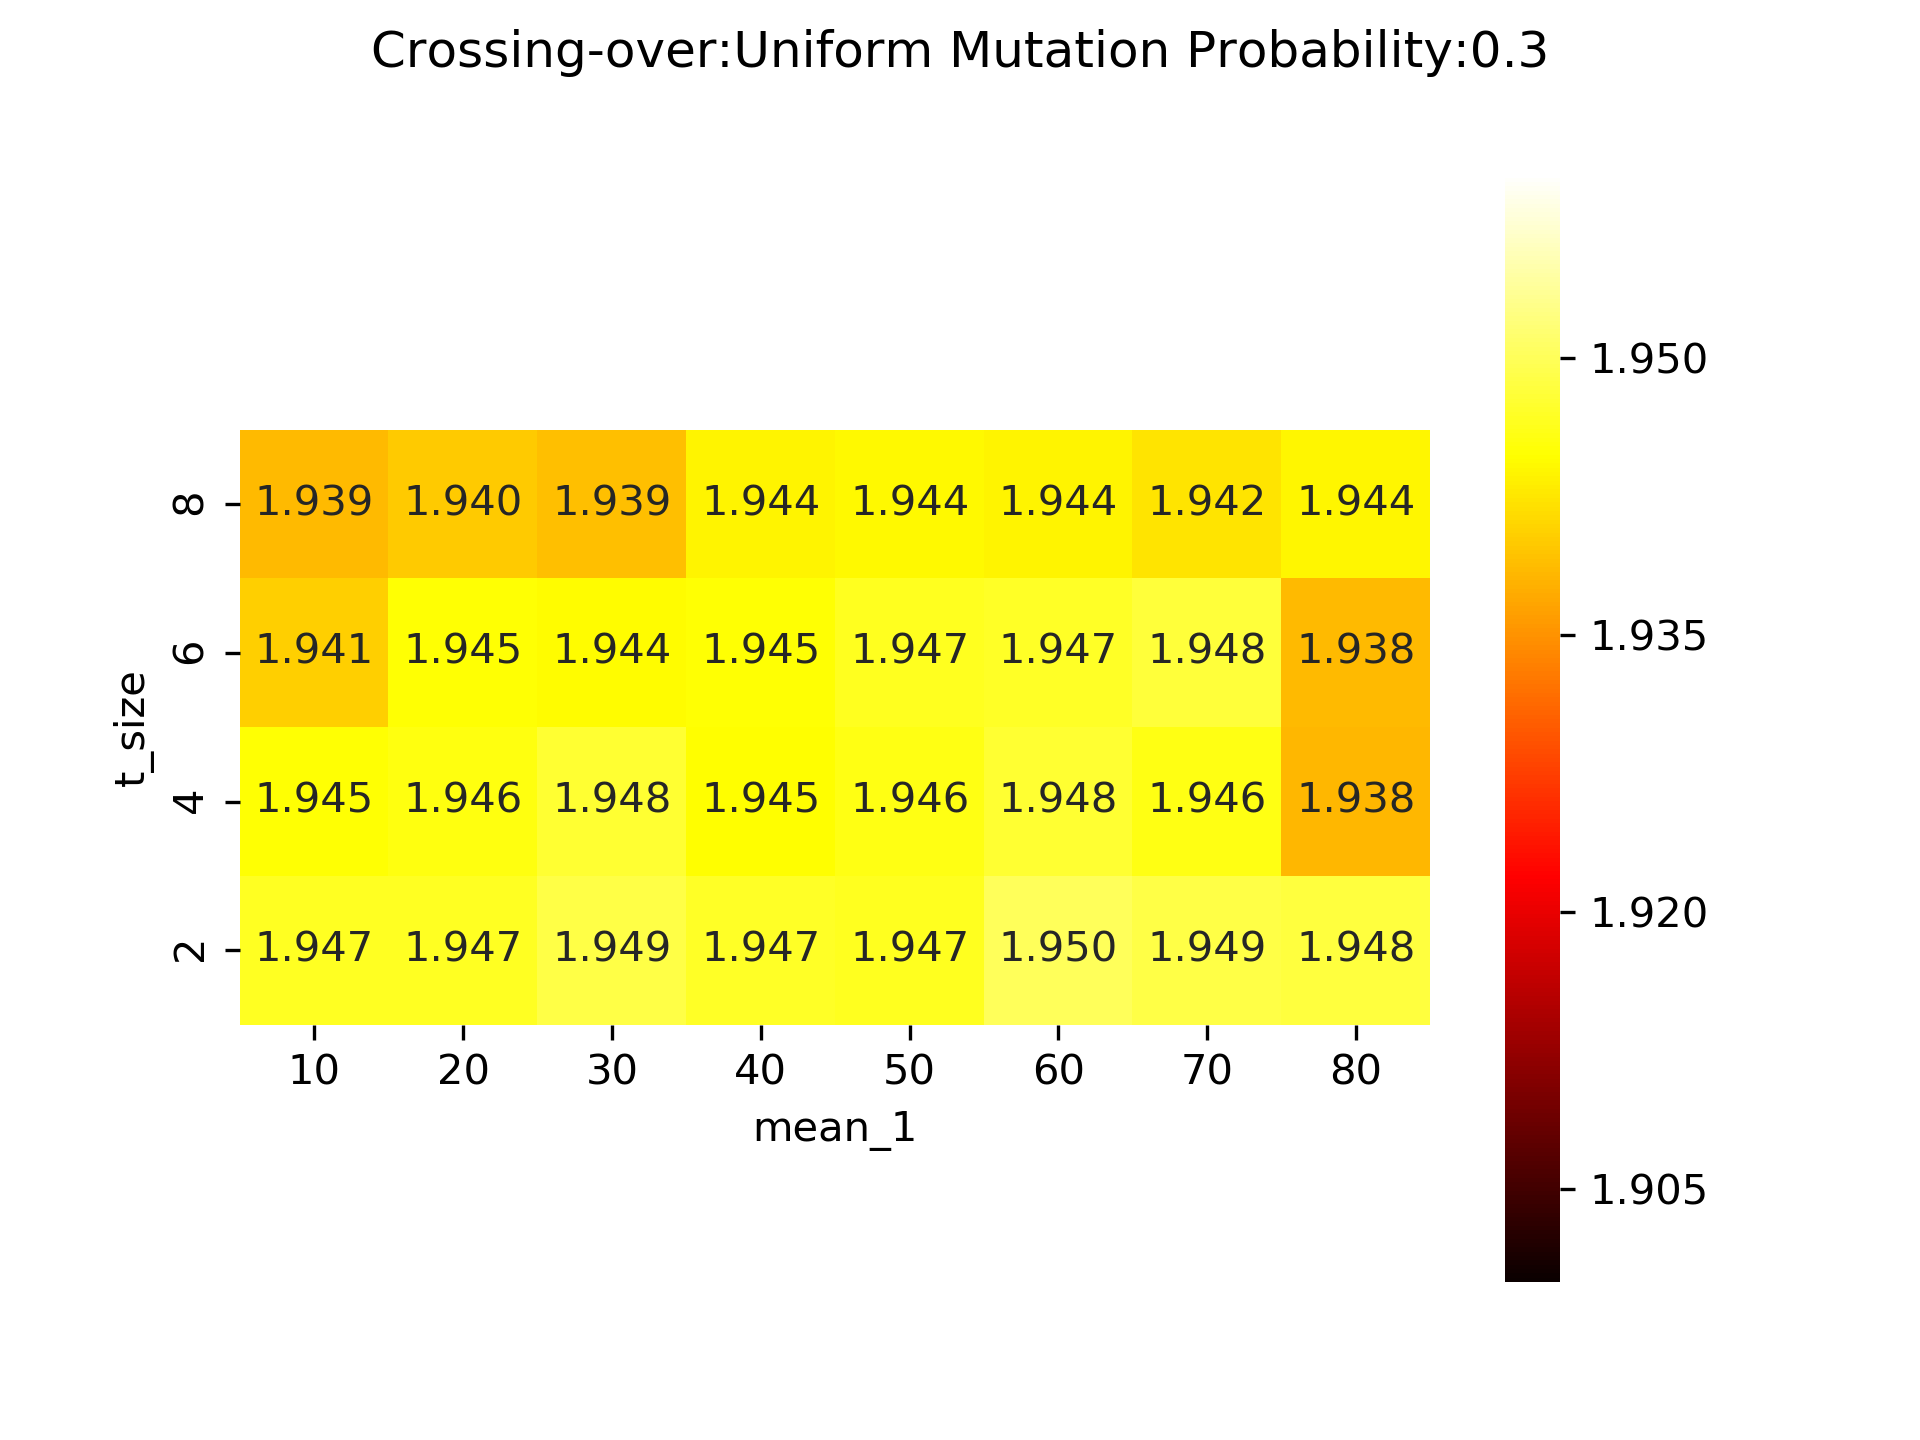 Crossing-over:Uniform Mutation Probability:0.3
8 1.939 1.940 1.939 1.944 1.944 1.944 1.942 1.944
6 1.941 1.945 1.944 1.945 1.947 1.947 1.948 1.938
4 1.945 1.946 1.948 1.945 1.946 1.948 1.946 1.938
2 1.947 1.947 1.949 1.947 1.947 1.950 1.949 1.948
10 20 30 40 50 60 70 80
t_size
mean_1
1.950
1.935
1.920
1.905